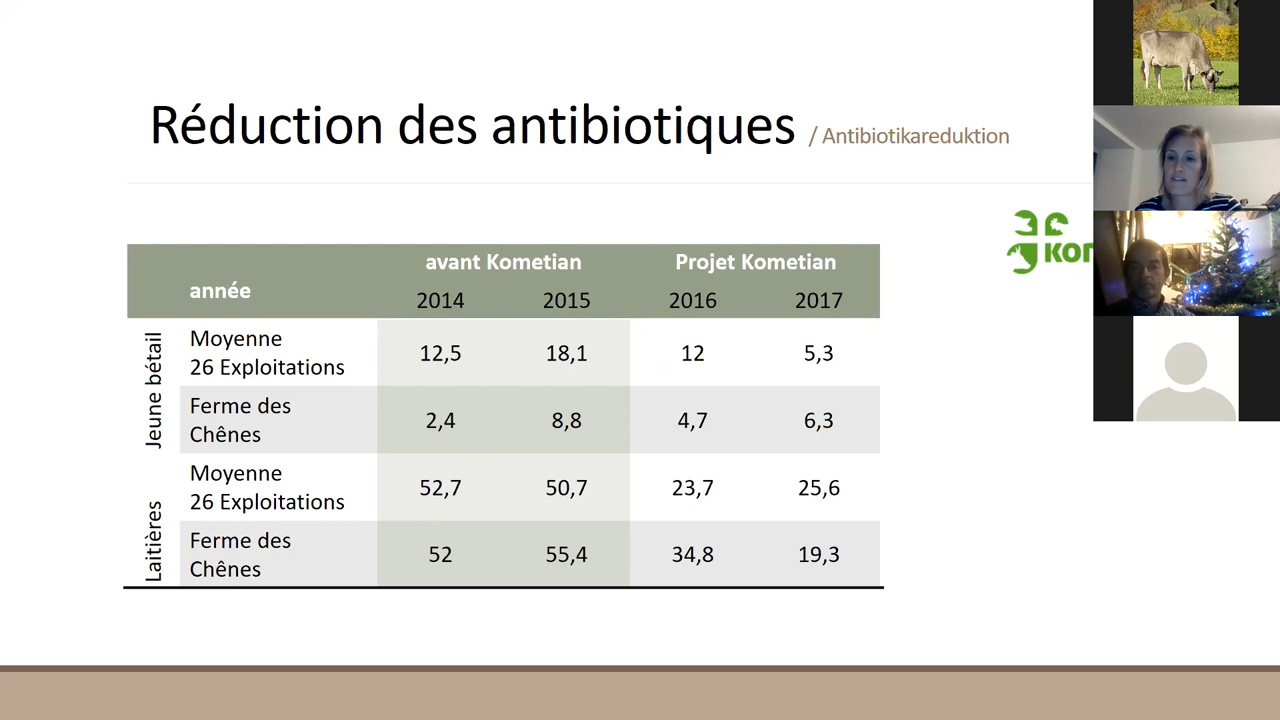 Réduction des antibiotiques / Antibiotikareduktion
avant Kometian Projet Kometian
année 2014 2015 2016 2017
Jeune bétail
Moyenne
26 Exploitations 12,5 18,1 12 5,3
Ferme des
Chênes 2,4 8,8 4,7 6,3
Laitières
Moyenne
26 Exploitations 52,7 50,7 23,7 25,6
Ferme des
Chênes 52 55,4 34,8 19,3